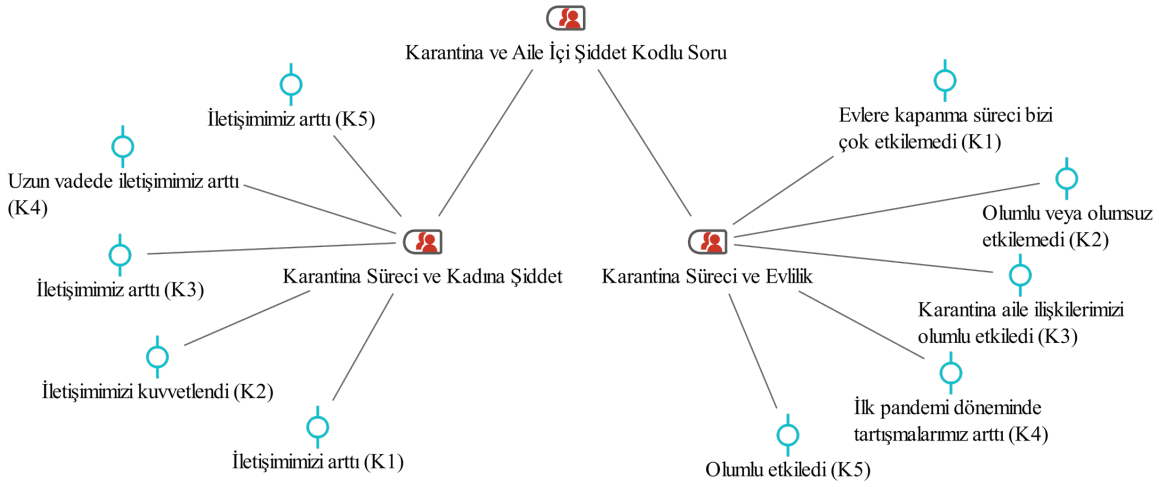 Karantina ve Aile İçi Şiddet Kodlu Soru
İletişimimiz arttı (K5)
Uzun vadede iletişimimiz arttı
(K4)
İletişimimiz arttı (K3)
İletişimimizi kuvvetlendi (K2)
İletişimimizi arttı (K1)
Karantina Süreci ve Kadına Şiddet
Karantina Süreci ve Evlilik
Evlere kapanma süreci bizi
çok etkilemedi (K1)
Olumlu veya olumsuz
etkilemedi (K2)
Karantina aile ilişkilerimizi
olumlu etkiledi (K3)
İlk pandemi döneminde
tartışmalarımız arttı (K4)
Olumlu etkiledi (K5)